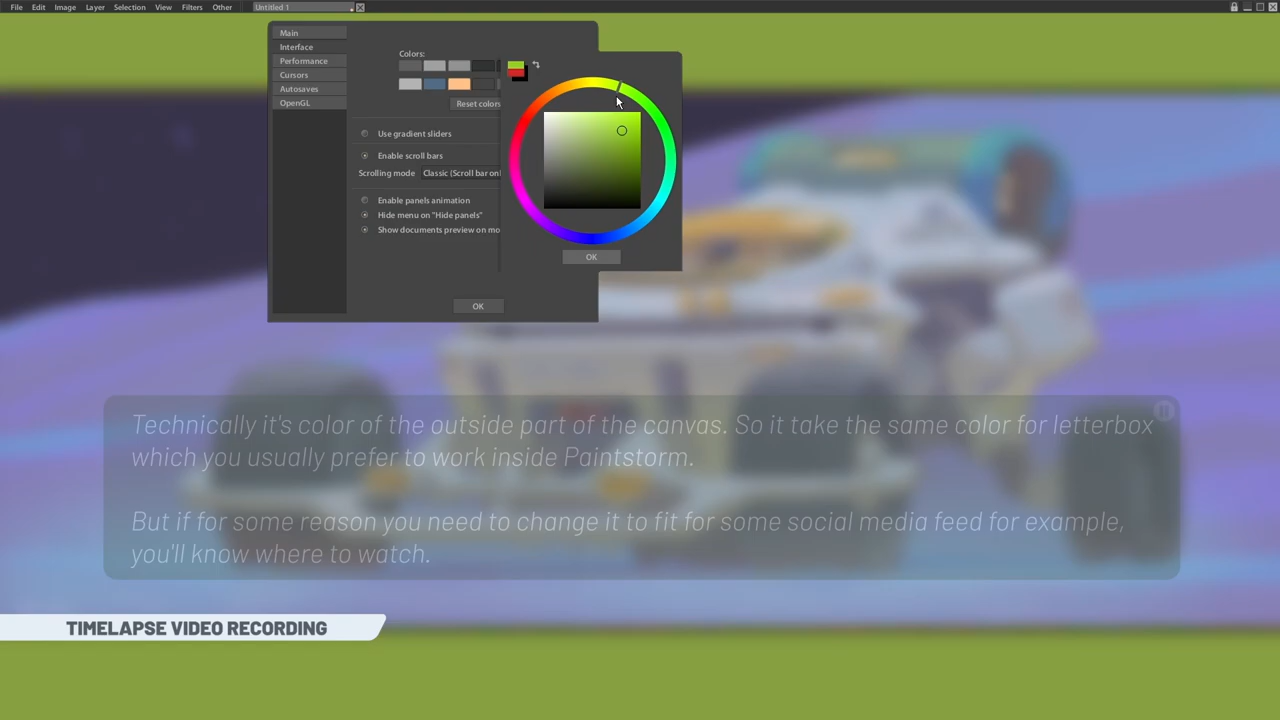 File Edit Image Layer Selection View Filters Other Untitled 1
Main
Interface
Performance
Cursors
Autosaves
OpenGL
Colors:
Reset colors
Use gradient sliders
Enable scroll bars
Scrolling mode Classic (Scroll bar onl
Enable panels animation
Hide menu on "Hide panels"
Show documents preview on mo
OK
OK
Technically it's color of the outside part of the canvas. So it take the same color for letterbox
which you usually prefer to work inside Paintstorm.
But if for some reason you need to change it to fit for some social media feed for example,
you'll know where to watch.
TIMELAPSE VIDEO RECORDING